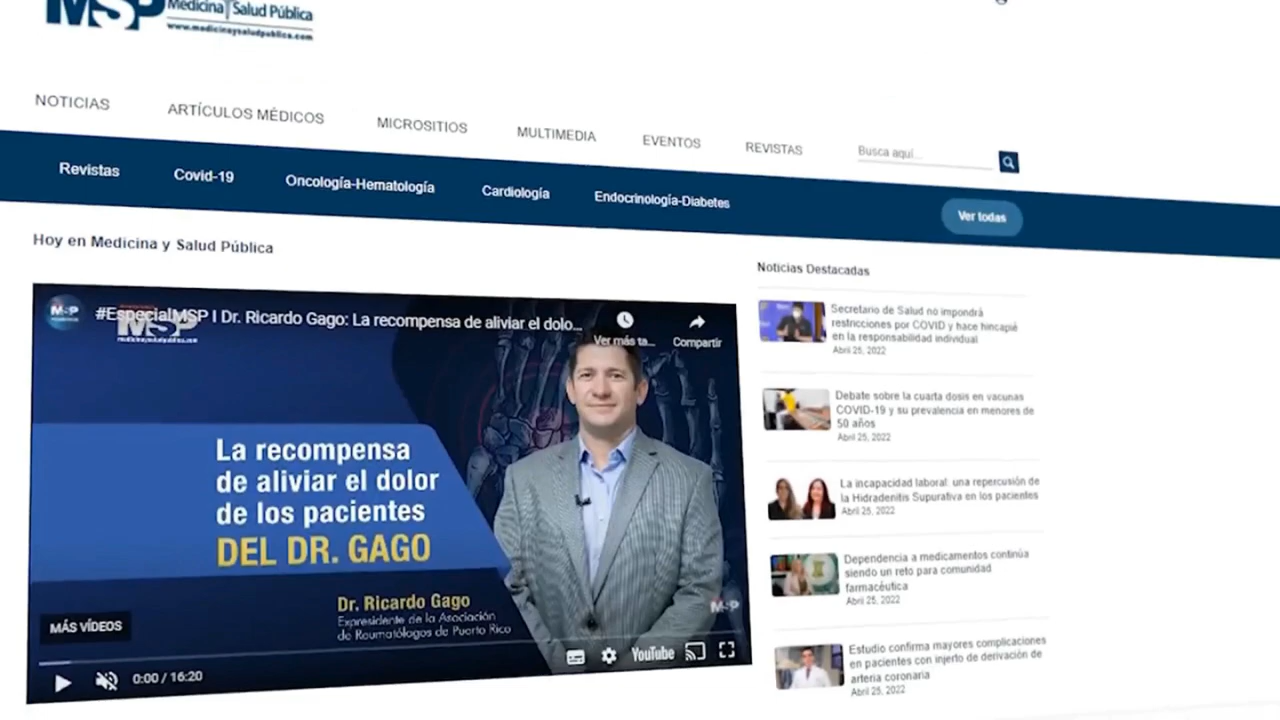 MSP
Medicina y Salud Pública
www.medicinaysaludpublica.com
NOTICIAS
ARTÍCULOS MÉDICOS
MICROSITIOS
MULTIMEDIA
EVENTOS
REVISTAS
Busca aquí...
Revistas
Covid-19
Oncología-Hematología
Cardiología
Endocrinología-Diabetes
Ver todas
Hoy en Medicina y Salud Pública
MSP
#EspecialMSP I Dr. Ricardo Gago: La recompensa de aliviar el dolo...
MSP
medicinaysaludpublica.com
Ver más ta...
Compartir
La recompensa
de aliviar el dolor
de los pacientes
DEL DR. GAGO
Dr. Ricardo Gago
Expresidente de la Asociación
de Reumatólogos de Puerto Rico
MSP
MÁS VÍDEOS
0:00 / 16:20
YouTube
Noticias Destacadas
Secretario de Salud no impondrá
restricciones por COVID y hace hincapié
en la responsabilidad individual
Abril 25, 2022
Debate sobre la cuarta dosis en vacunas
COVID-19 y su prevalencia en menores de
50 años
Abril 25, 2022
La incapacidad laboral: una repercusión de
la Hidradenitis Supurativa en los pacientes
Abril 25, 2022
Dependencia a medicamentos continúa
siendo un reto para comunidad
farmacéutica
Abril 25, 2022
Estudio confirma mayores complicaciones
en pacientes con injerto de derivación de
arteria coronaria
Abril 25, 2022